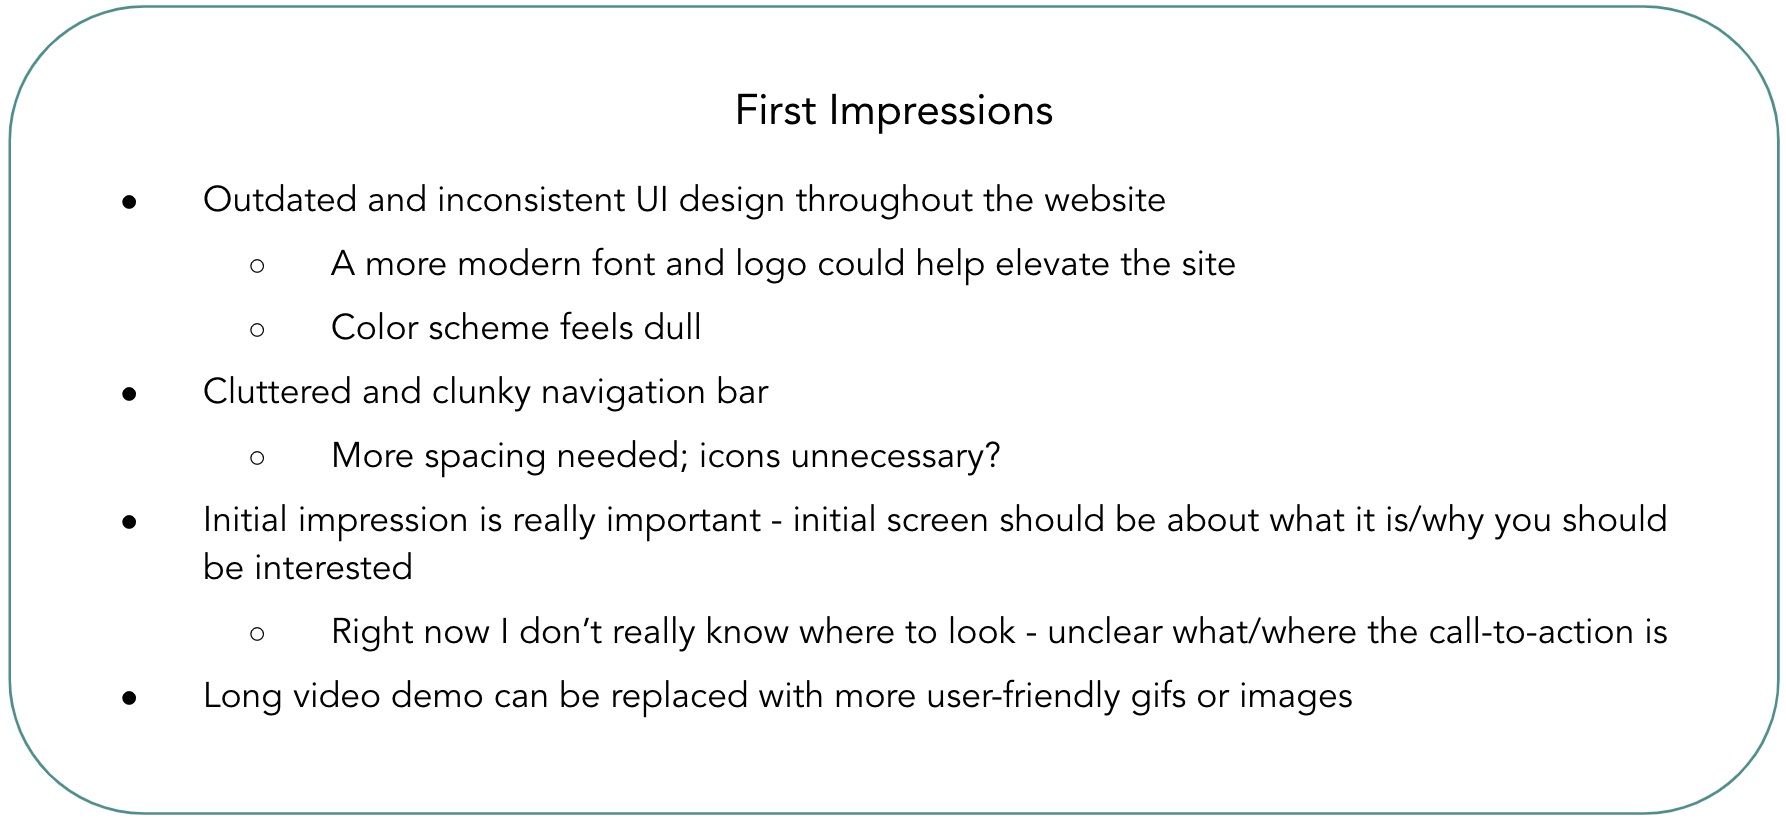 First Impressions
● Outdated and inconsistent UI design throughout the website
○ A more modern font and logo could help elevate the site
○ Color scheme feels dull
● Cluttered and clunky navigation bar
○ More spacing needed; icons unnecessary?
● Initial impression is really important - initial screen should be about what it is/why you should
be interested
○ Right now I don’t really know where to look - unclear what/where the call-to-action is
● Long video demo can be replaced with more user-friendly gifs or images